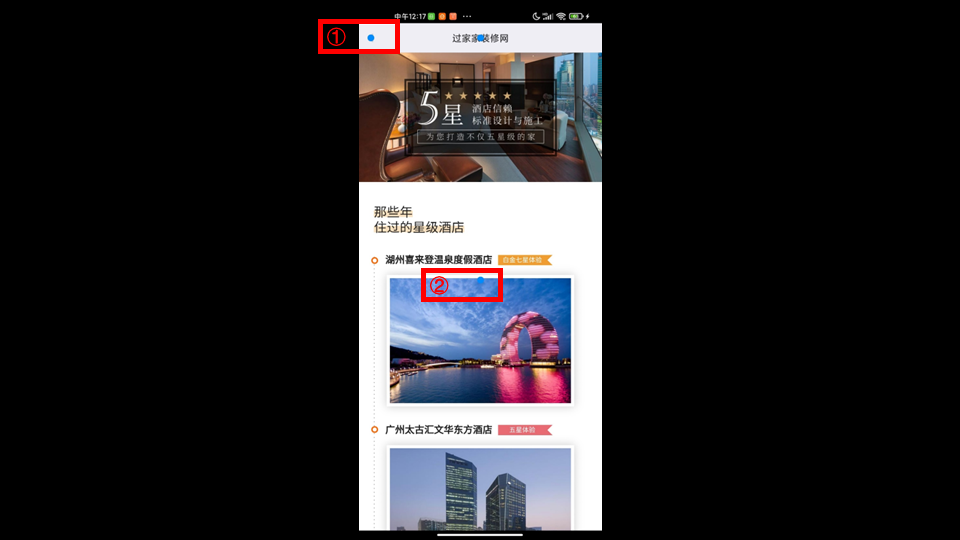 中午12:17
①
过家家装修网
5星
★★★★★
酒店信赖
标准设计与施工
为您打造不仅五星级的家
那些年
住过的星级酒店
湖州喜来登温泉度假酒店 白金七星体验
②
广州太古汇文华东方酒店 五星体验